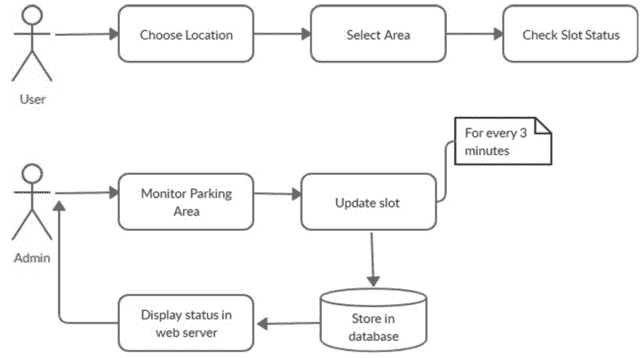 Choose Location
Select Area
Check Slot Status
User
For every 3
minutes
Monitor Parking
Area
Update slot
Admin
Display status in
web server
Store in
database